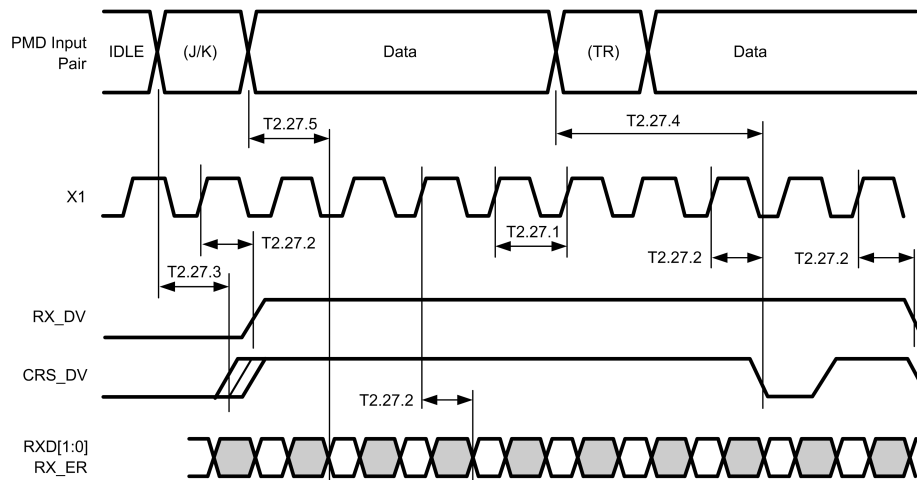 PMD Input
Pair
IDLE
(J/K)
Data
(TR)
Data
T2.27.5
T2.27.4
X1
T2.27.2
T2.27.1
T2.27.2
T2.27.2
T2.27.3
RX_DV
CRS_DV
T2.27.2
RXD[1:0]
RX_ER